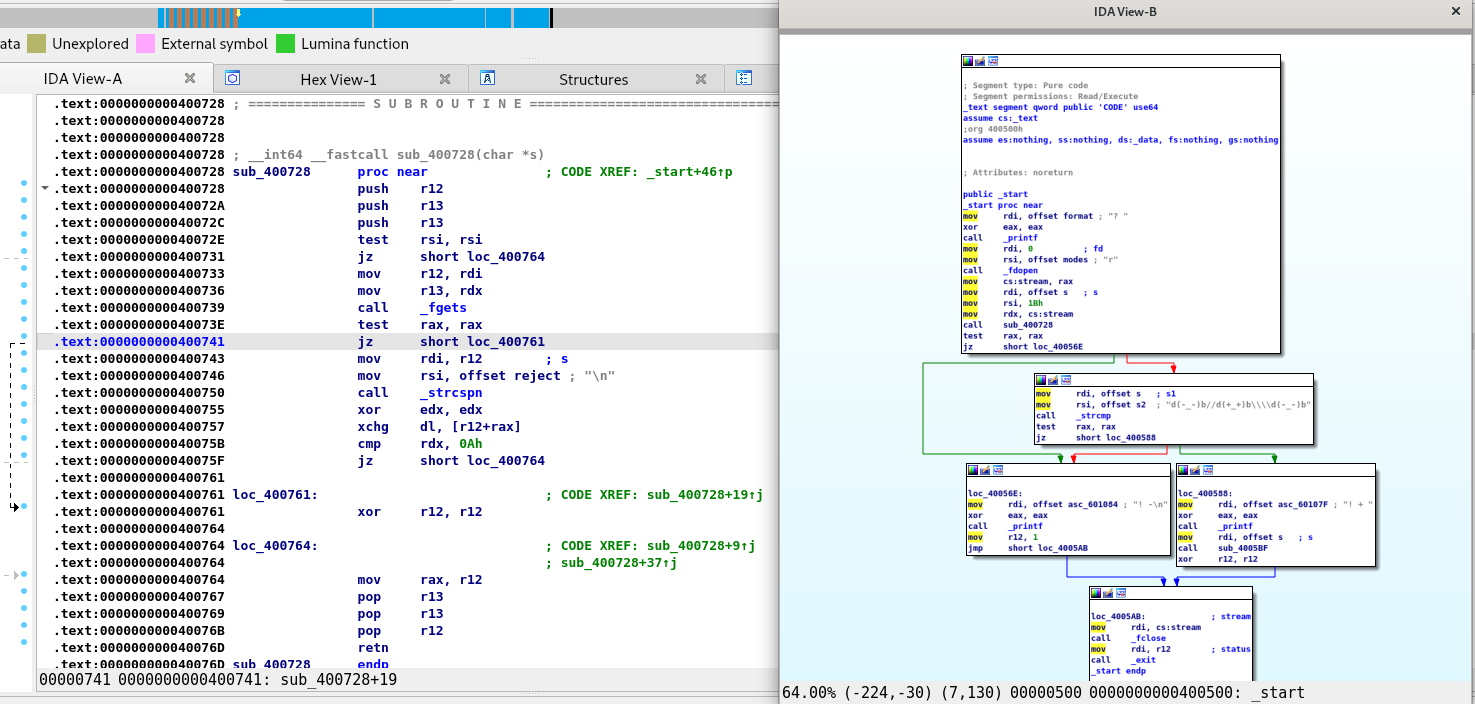 IDA View-B
ata Unexplored External symbol Lumina function
IDA View-A Hex View-1 Structures
.text:0000000000400728 ; =============== S U B R O U T I N E =======================================
.text:0000000000400728
.text:0000000000400728
.text:0000000000400728 ; __int64 __fastcall sub_400728(char *s)
.text:0000000000400728 sub_400728 proc near ; CODE XREF: _start+46↑p
.text:0000000000400728 push r12
.text:000000000040072A push r13
.text:000000000040072C push r13
.text:000000000040072E test rsi, rsi
.text:0000000000400731 jz short loc_400764
.text:0000000000400733 mov r12, rdi
.text:0000000000400736 mov r13, rdx
.text:0000000000400739 call _fgets
.text:000000000040073E test rax, rax
.text:0000000000400741 jz short loc_400761
.text:0000000000400743 mov rdi, r12 ; s
.text:0000000000400746 mov rsi, offset reject ; "\n"
.text:0000000000400750 call _strcspn
.text:0000000000400755 xor edx, edx
.text:0000000000400757 xchg dl, [r12+rax]
.text:000000000040075B cmp rdx, 0Ah
.text:000000000040075F jz short loc_400764
.text:0000000000400761
.text:0000000000400761 loc_400761: ; CODE XREF: sub_400728+19↑j
.text:0000000000400761 xor r12, r12
.text:0000000000400764
.text:0000000000400764 loc_400764: ; CODE XREF: sub_400728+9↑j
.text:0000000000400764 ; sub_400728+37↑j
.text:0000000000400764 mov rax, r12
.text:0000000000400767 pop r13
.text:0000000000400769 pop r13
.text:000000000040076B pop r12
.text:000000000040076D retn
.text:000000000040076D sub_400728 endp
00000741 0000000000400741: sub_400728+19
; Segment type: Pure code
; Segment permissions: Read/Execute
_text segment qword public 'CODE' use64
assume cs:_text
;org 400500h
assume es:nothing, ss:nothing, ds:_data, fs:nothing, gs:nothing
; Attributes: noreturn
public _start
_start proc near
mov rdi, offset format ; "? "
xor eax, eax
call _printf
mov rdi, 0 ; fd
mov rsi, offset modes ; "r"
call _fdopen
mov cs:stream, rax
mov rdi, offset s ; s
mov rsi, 1Bh
mov rdx, cs:stream
call sub_400728
test rax, rax
jz short loc_40056E
mov rdi, offset s ; s1
mov rsi, offset s2 ; "d(-_-)b//d(+_+)b\\\\d(-_-)b"
call _strcmp
test rax, rax
jz short loc_400588
loc_40056E:
mov rdi, offset asc_601084 ; "! -\n"
xor eax, eax
call _printf
mov r12, 1
jmp short loc_4005AB
loc_400588:
mov rdi, offset asc_60107F ; "! + "
xor eax, eax
call _printf
mov rdi, offset s ; s
call sub_4005BF
xor r12, r12
loc_4005AB: ; stream
mov rdi, cs:stream
call _fclose
mov rdi, r12 ; status
call _exit
_start endp
64.00% (-224,-30) (7,130) 00000500 0000000000400500: _start